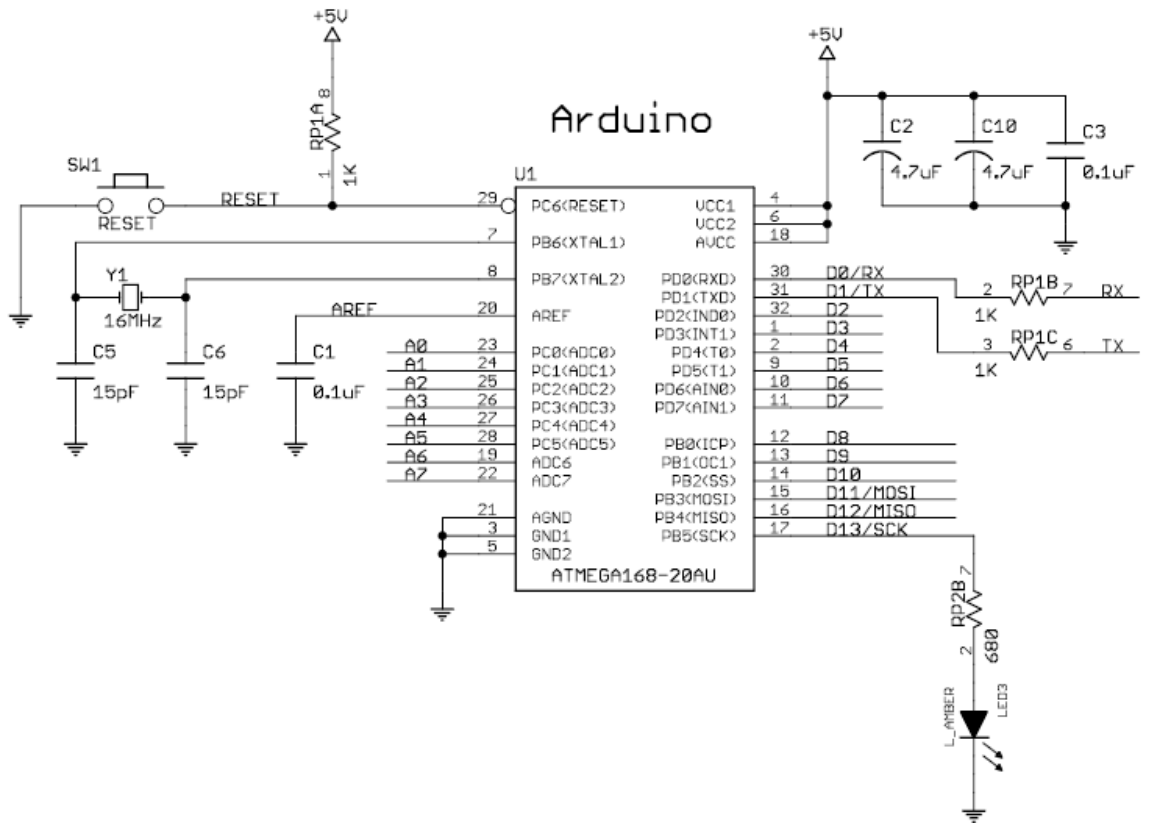 +5V
8
RP1A
1
1K
SW1
RESET
RESET
7
Y1
16MHz
C5
15pF
C6
15pF
8
AREF
20
C1
0.1uF
29
A0 23
A1 24
A2 25
A3 26
A4 27
A5 28
A6 19
A7 22
21
3
5
Arduino
U1
PC6(RESET)
PB6(XTAL1)
PB7(XTAL2)
AREF
PC0(ADC0)
PC1(ADC1)
PC2(ADC2)
PC3(ADC3)
PC4(ADC4)
PC5(ADC5)
ADC6
ADC7
AGND
GND1
GND2
VCC1
VCC2
AVCC
PD0(RXD)
PD1(TXD)
PD2(IND0)
PD3(INT1)
PD4(T0)
PD5(T1)
PD6(AIN0)
PD7(AIN1)
PB0(ICP)
PB1(OC1)
PB2(SS)
PB3(MOSI)
PB4(MISO)
PB5(SCK)
ATMEGA168-20AU
+5V
C2
4.7uF
C10
4.7uF
C3
0.1uF
4
6
18
30 D0/RX
31 D1/TX
32 D2
1 D3
2 D4
9 D5
10 D6
11 D7
12 D8
13 D9
14 D10
15 D11/MOSI
16 D12/MISO
17 D13/SCK
2 RP1B 7 RX
1K
3 RP1C 6 TX
1K
7
RP2B
2
680
L_AMBER
LED3